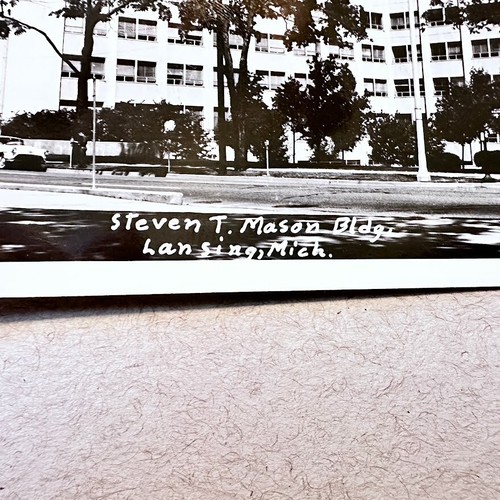 Steven T. Mason Bldg.
Lansing, Mich.